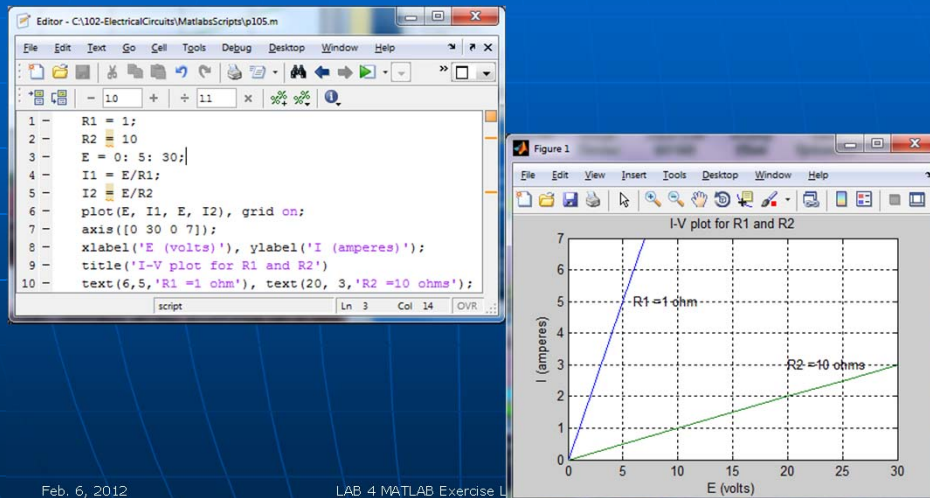 Editor - C:\102-ElectricalCircuits\MatlabsScripts\p105.m
File Edit Text Go Cell Tools Debug Desktop Window Help
- 1.0 + ÷ 1.1 ×
1 - R1 = 1;
2 - R2 = 10
3 - E = 0: 5: 30;
4 - I1 = E/R1;
5 - I2 = E/R2
6 - plot(E, I1, E, I2), grid on;
7 - axis([0 30 0 7]);
8 - xlabel('E (volts)'), ylabel('I (amperes)');
9 - title('I-V plot for R1 and R2')
10 - text(6,5,'R1 =1 ohm'), text(20, 3,'R2 =10 ohms');
script Ln 3 Col 14 OVR
Figure 1
File Edit View Insert Tools Desktop Window Help
I-V plot for R1 and R2
7
6
5
4
3
2
1
0
I (amperes)
R1 =1 ohm
R2 =10 ohms
0 5 10 15 20 25 30
E (volts)
Feb. 6, 2012
LAB 4 MATLAB Exercise L